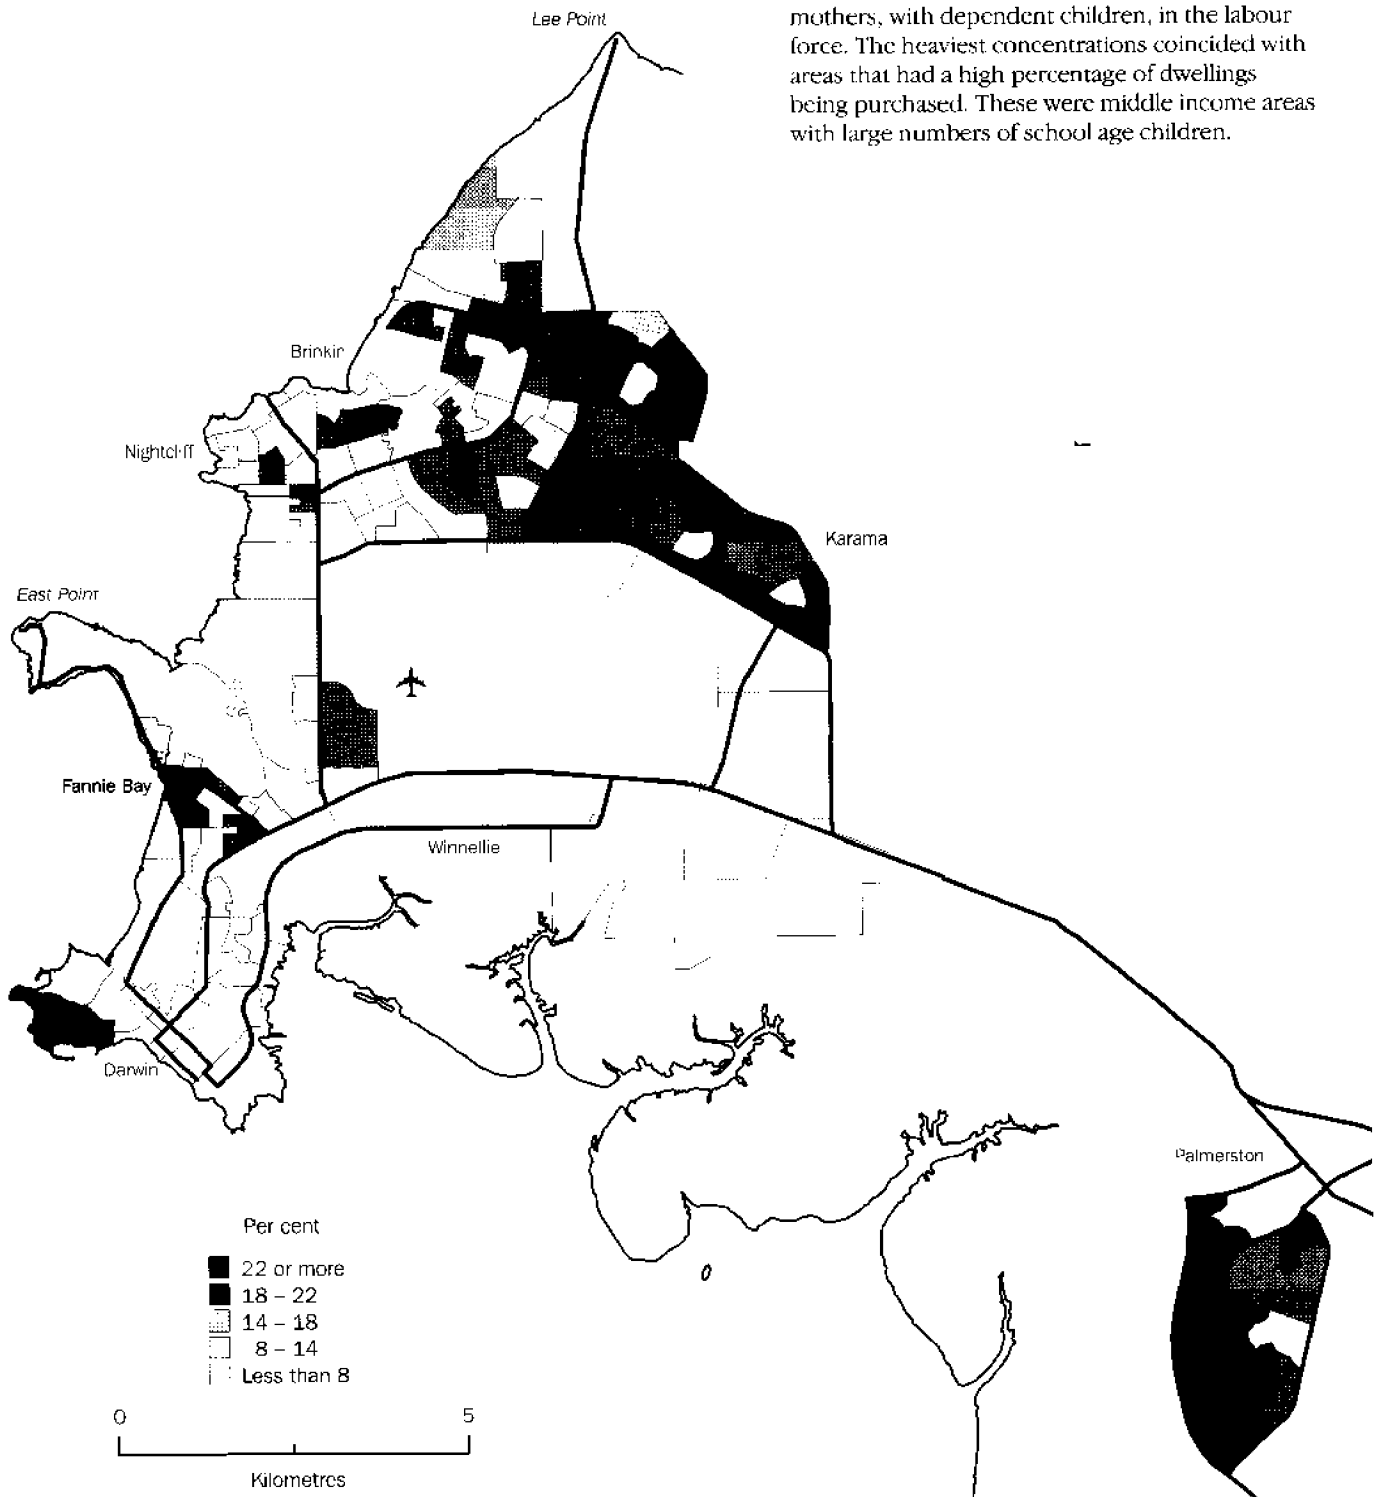 Lee Point
mothers, with dependent children, in the labour
force. The heaviest concentrations coincided with
areas that had a high percentage of dwellings
being purchased. These were middle income areas
with large numbers of school age children.
Brinkin
Nightcliff
Karama
East Point
Fannie Bay
Winnellie
Darwin
Palmerston
Per cent
22 or more
18 – 22
14 – 18
8 – 14
Less than 8
0 5
Kilometres